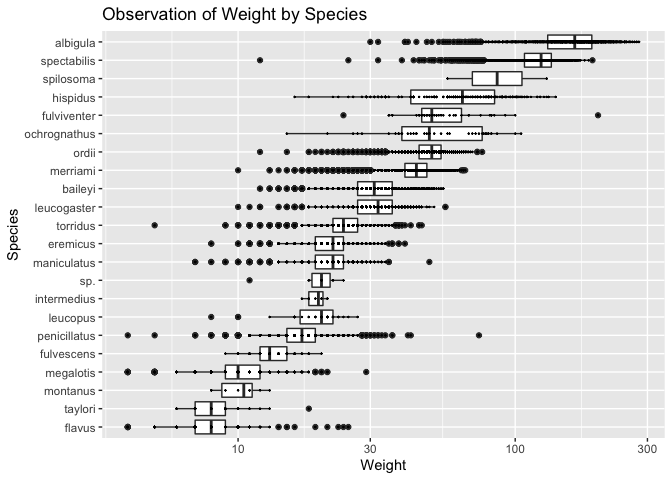 Observation of Weight by Species
albigula
spectabilis
spilosoma
hispidus
fulviventer
ochrognathus
ordii
merriami
baileyi
leucogaster
torridus
eremicus
maniculatus
sp.
intermedius
leucopus
penicillatus
fulvescens
megalotis
montanus
taylori
flavus
Species
10 30 100 300
Weight